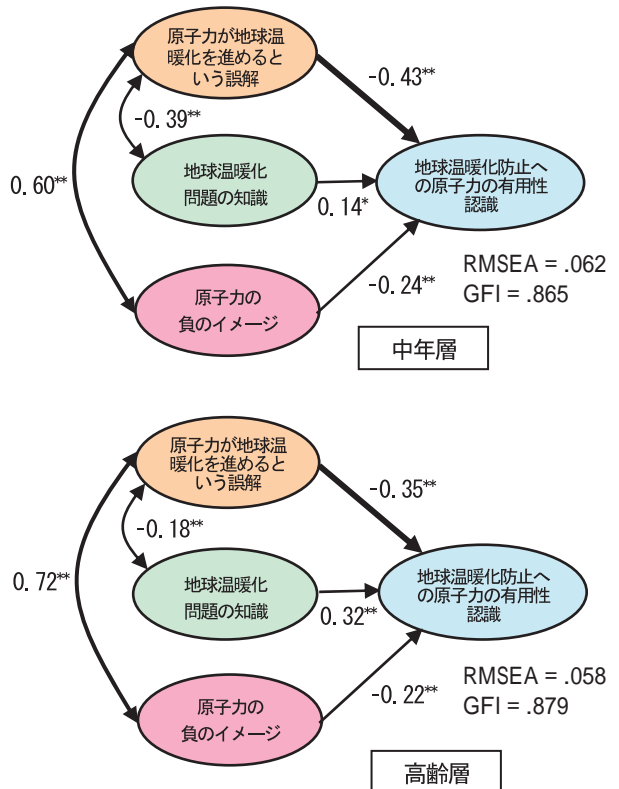 原子力が地球温
暖化を進めると
いう誤解
-0.43**
-0.39**
地球温暖化
問題の知識
地球温暖化防止へ
の原子力の有用性
認識
0.60**
0.14*
原子力の
負のイメージ
-0.24**
RMSEA = .062
GFI = .865
中年層
原子力が地球温
暖化を進めると
いう誤解
-0.35**
-0.18**
地球温暖化
問題の知識
地球温暖化防止へ
の原子力の有用性
認識
0.72**
0.32**
原子力の
負のイメージ
-0.22**
RMSEA = .058
GFI = .879
高齢層